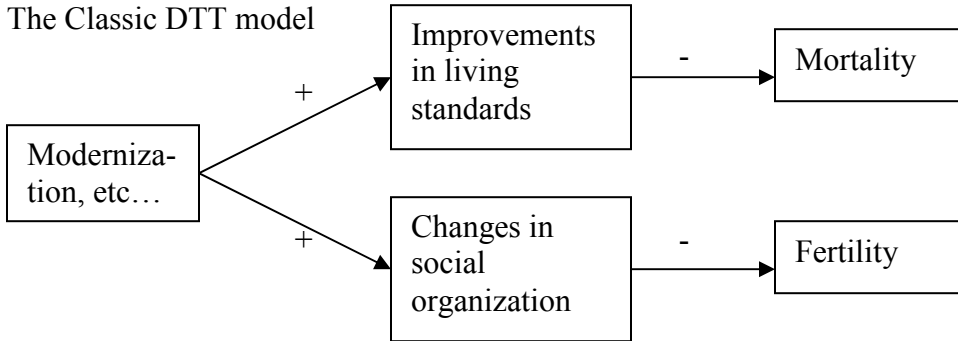 The Classic DTT model
Improvements
in living
standards
-
Mortality
+
Moderniza-
tion, etc…
+
Changes in
social
organization
-
Fertility